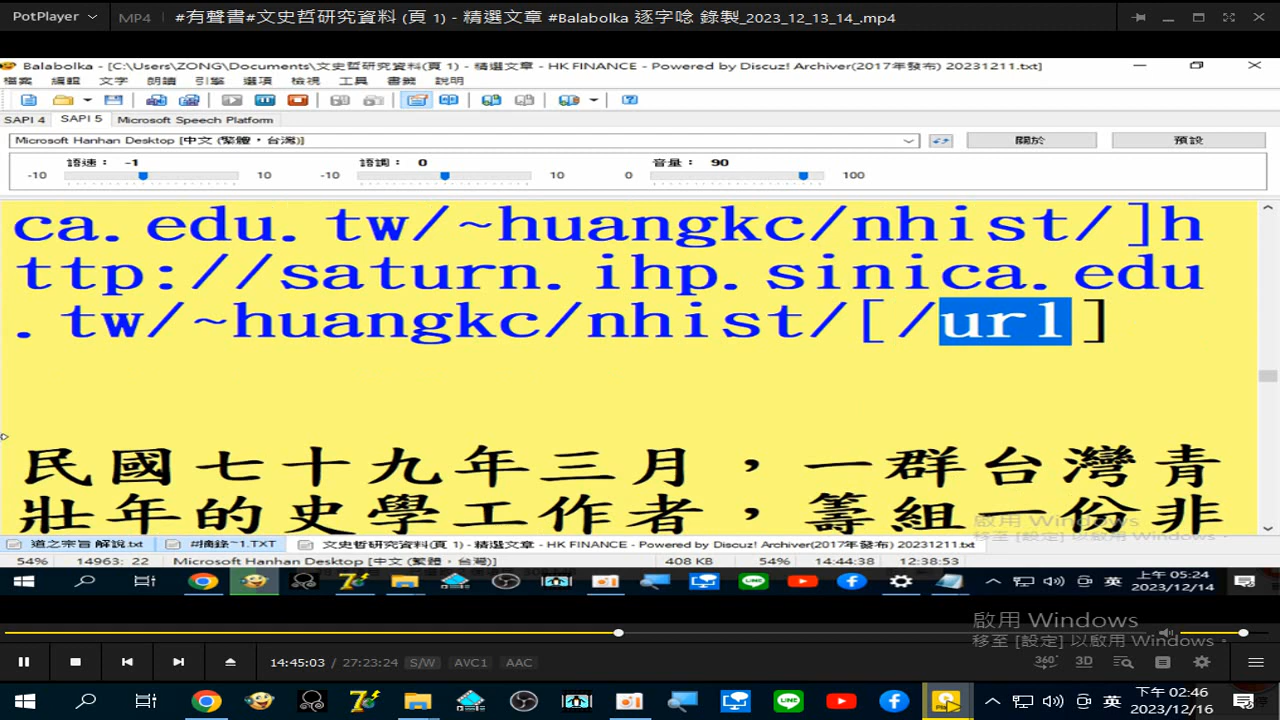 PotPlayer
MP4
#有聲書#文史哲研究資料 (頁 1) - 精選文章 #Balabolka 逐字唸 錄製_2023_12_13_14_.mp4
Balabolka - [C:\Users\ZONG\Documents\文史哲研究資料(頁 1) - 精選文章 - HK FINANCE - Powered by Discuz! Archiver(2017年發布) 20231211.txt]
檔案 編輯 文字 朗讀 引擎 選項 檢視 工具 書籤 說明
SAPI 4 SAPI 5 Microsoft Speech Platform
Microsoft Hanhan Desktop [中文 (繁體，台灣)]
關於
預設
語速： -1 語調： 0 音量： 90
-10 10 -10 10 0 100
ca.edu.tw/~huangkc/nhist/]h
ttp://saturn.ihp.sinica.edu
.tw/~huangkc/nhist/[/url]
民國七十九年三月，一群台灣青
壯年的史學工作者，籌組一份非
啟用 Windows
移至 [設定] 以啟用 Windows。
道之宗旨 解說.txt
#摘錄~1.TXT
文史哲研究資料(頁 1) - 精選文章 - HK FINANCE - Powered by Discuz! Archiver(2017年發布) 20231211.txt
54% 14963: 22 Microsoft Hanhan Desktop [中文 (繁體，台灣)] 408 KB 54% 14:44:38 12:38:53
英
上午 05:24
2023/12/14
啟用 Windows
移至 [設定] 以啟用 Windows。
14:45:03 / 27:23:24 S/W AVC1 AAC
360° 3D
英
下午 02:46
2023/12/16